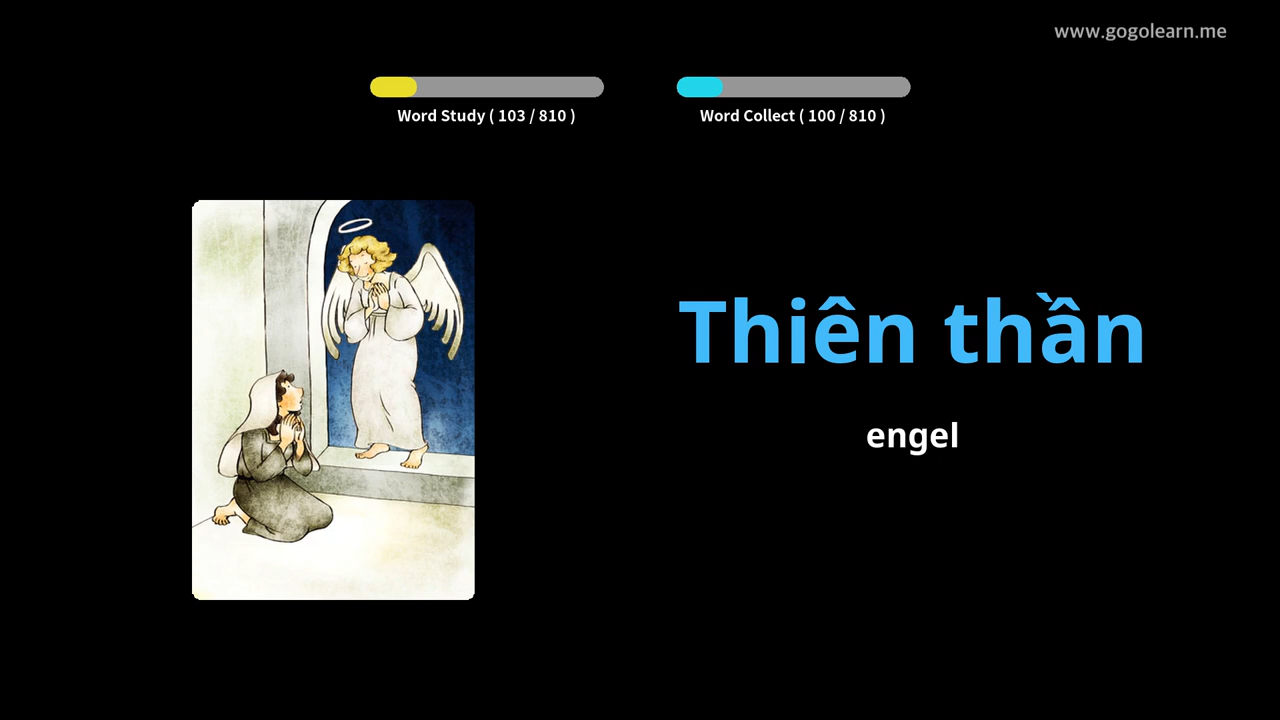 www.gogolearn.me
Word Study ( 103 / 810 )
Word Collect ( 100 / 810 )
Thiên thần
engel